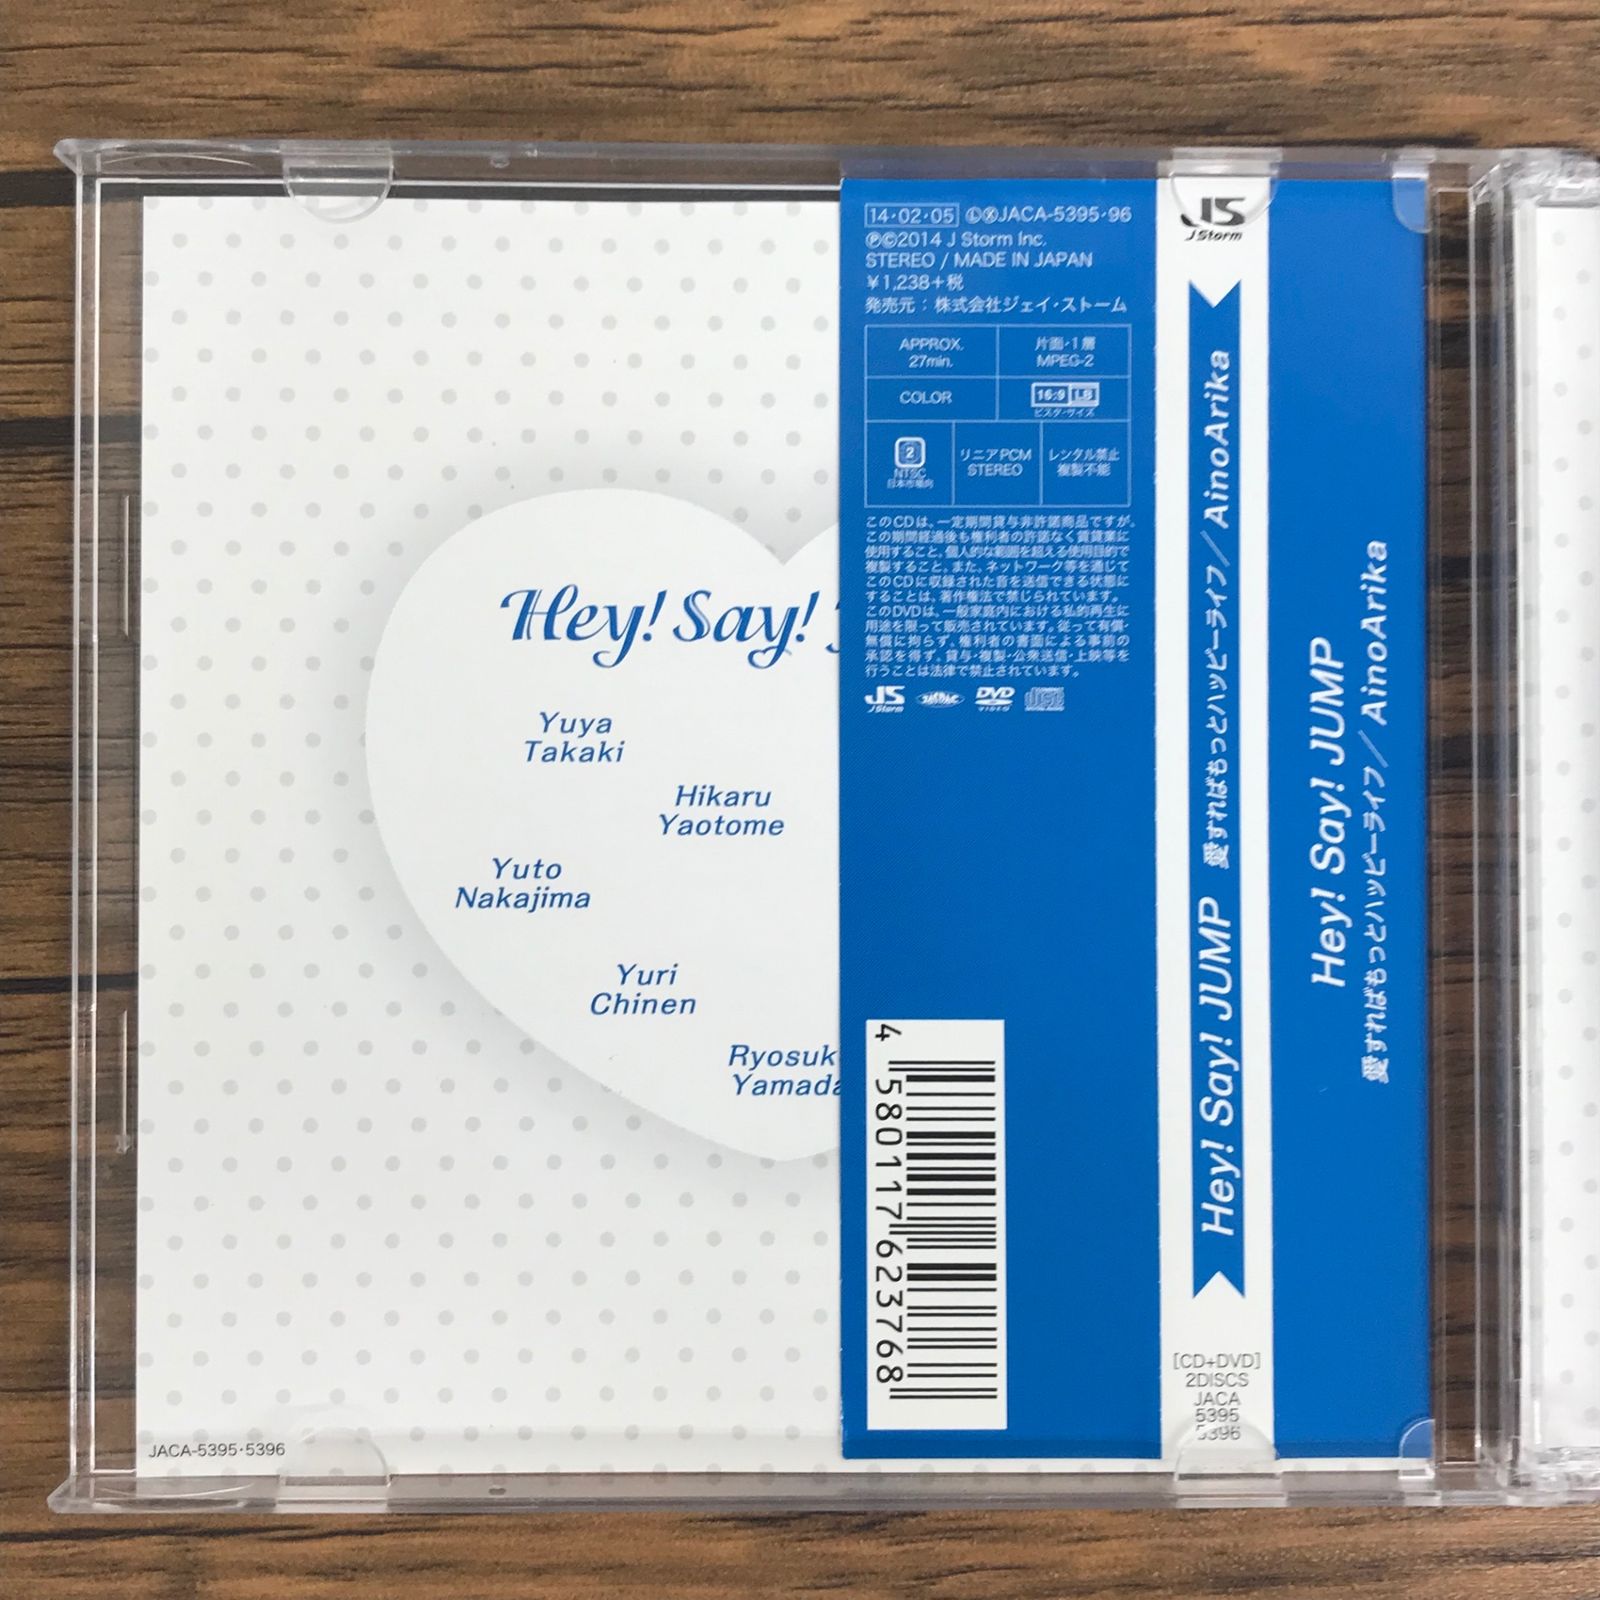 Hey! Say!
Yuya
Takaki
Hikaru
Yaotome
Yuto
Nakajima
Yuri
Chinen
Ryosuk
Yamada
JACA-5395・5396
14・02・05 ⓁⓍJACA-5395・96
Ⓟ©2014 J Storm Inc.
STEREO / MADE IN JAPAN
¥1,238+税
発売元：株式会社ジェイ・ストーム
APPROX.
27min.
片面・1層
MPEG-2
COLOR
16:9 LB
ビスタ・サイズ
2
NTSC
日本市場向
リニアPCM
STEREO
レンタル禁止
複製不能
このCDは、一定期間貸与非許諾商品ですが、
この期間経過後も権利者の許諾なく賃貸業に
使用すること、個人的な範囲を超える使用目的で
複製すること、また、ネットワーク等を通じて
このCDに収録された音を送信できる状態に
することは、著作権法で禁じられています。
このDVDは、一般家庭内における私的再生に
用途を限って販売されています。従って有償・
無償に拘らず、権利者の書面による事前の
承認を得ず、貸与・複製・公衆送信・上映等を
行うことは法律で禁止されています。
JS
J Storm
JASRAC
DVD
VIDEO
4 580117 623768
JS
J Storm
Hey! Say! JUMP 愛すればもっとハッピーライフ/AinoArika
[CD+DVD]
2DISCS
JACA
5395
5396
Hey! Say! JUMP
愛すればもっとハッピーライフ/AinoArika